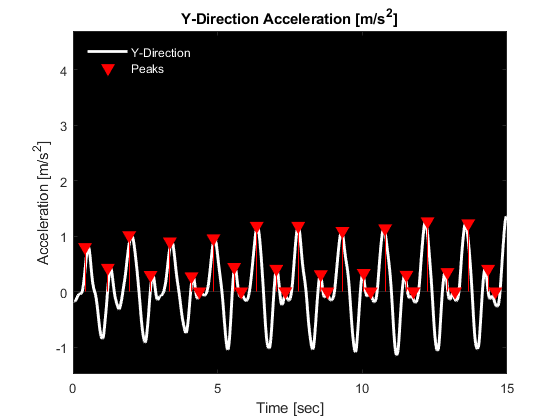 Y-Direction Acceleration [m/s2]
Y-Direction
Peaks
4
3
2
1
0
-1
Acceleration [m/s2]
0 5 10 15
Time [sec]